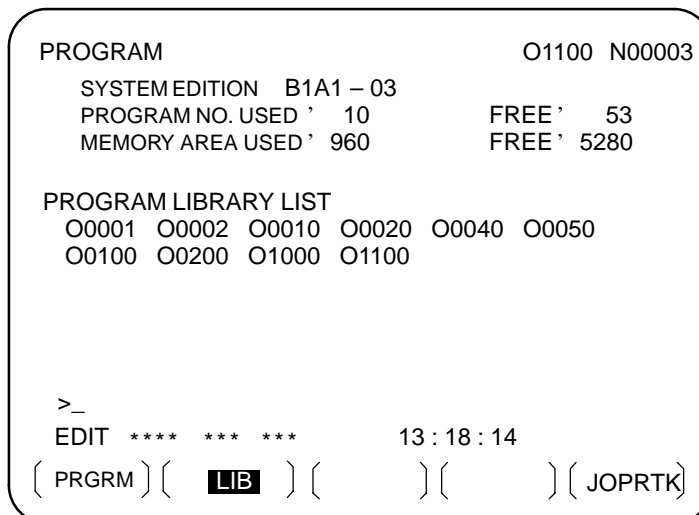 PROGRAM O1100 N00003
SYSTEM EDITION B1A1 – 03
PROGRAM NO. USED ’ 10 FREE ’ 53
MEMORY AREA USED ’ 960 FREE ’ 5280
PROGRAM LIBRARY LIST
O0001 O0002 O0010 O0020 O0040 O0050
O0100 O0200 O1000 O1100
>_
EDIT **** *** *** 13 : 18 : 14
[ PRGRM ] [ LIB ] [ ] [ ] [ JOPRTK ]